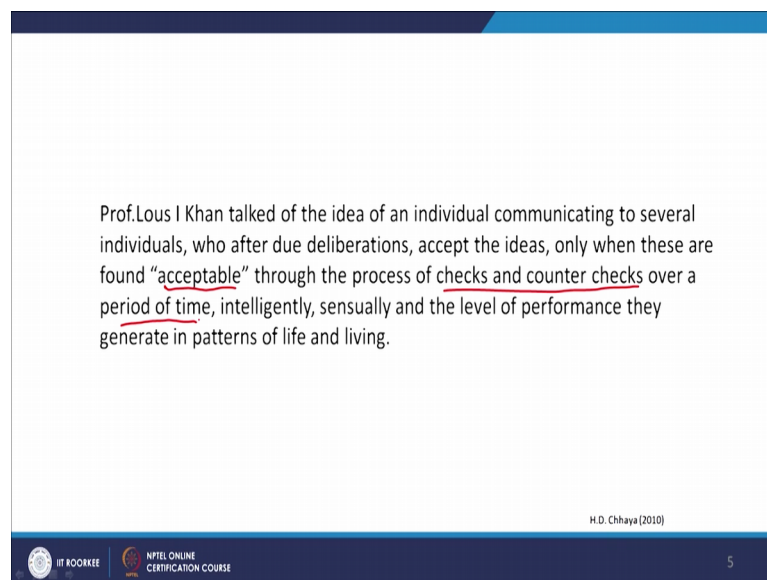 Prof.Lous I Khan talked of the idea of an individual communicating to several
individuals, who after due deliberations, accept the ideas, only when these are
found “acceptable” through the process of checks and counter checks over a
period of time, intelligently, sensually and the level of performance they
generate in patterns of life and living.
H.D. Chhaya (2010)
IIT ROORKEE
NPTEL ONLINE
CERTIFICATION COURSE
5